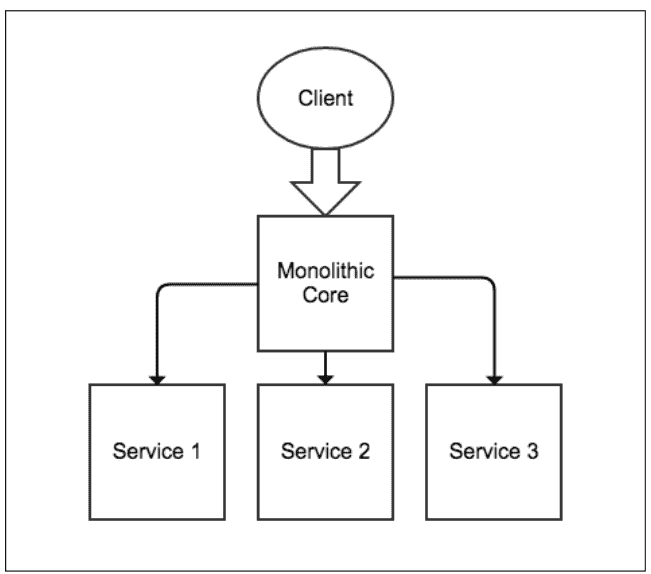 Client
Monolithic
Core
Service 1
Service 2
Service 3